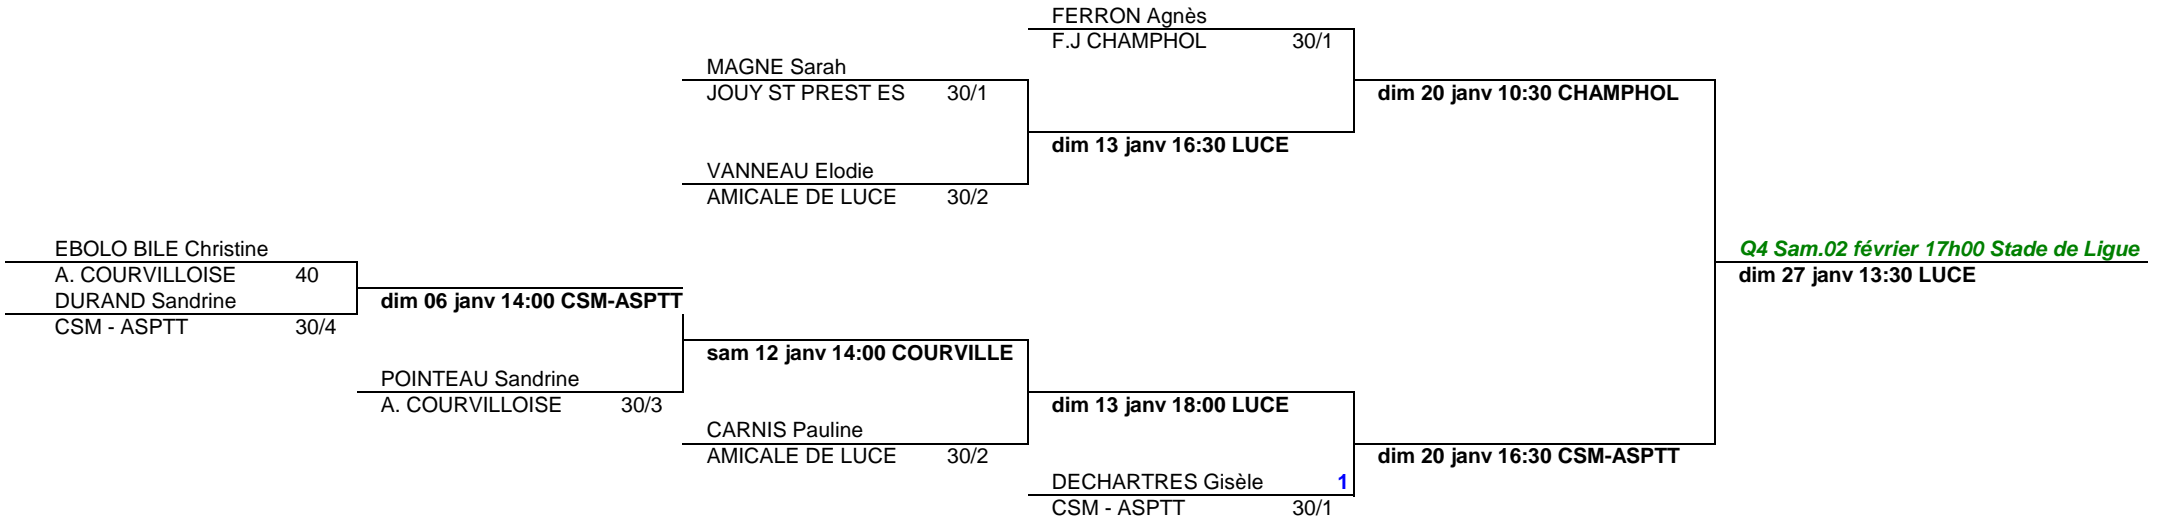 FERRON Agnès
F.J CHAMPHOL 30/1
MAGNE Sarah
JOUY ST PREST ES 30/1
dim 20 janv 10:30 CHAMPHOL
dim 13 janv 16:30 LUCE
VANNEAU Elodie
AMICALE DE LUCE 30/2
EBOLO BILE Christine
Q4 Sam.02 février 17h00 Stade de Ligue
A. COURVILLOISE 40
dim 27 janv 13:30 LUCE
DURAND Sandrine
dim 06 janv 14:00 CSM-ASPTT
CSM - ASPTT 30/4
sam 12 janv 14:00 COURVILLE
POINTEAU Sandrine
A. COURVILLOISE 30/3
dim 13 janv 18:00 LUCE
CARNIS Pauline
AMICALE DE LUCE 30/2
dim 20 janv 16:30 CSM-ASPTT
DECHARTRES Gisèle 1
CSM - ASPTT 30/1